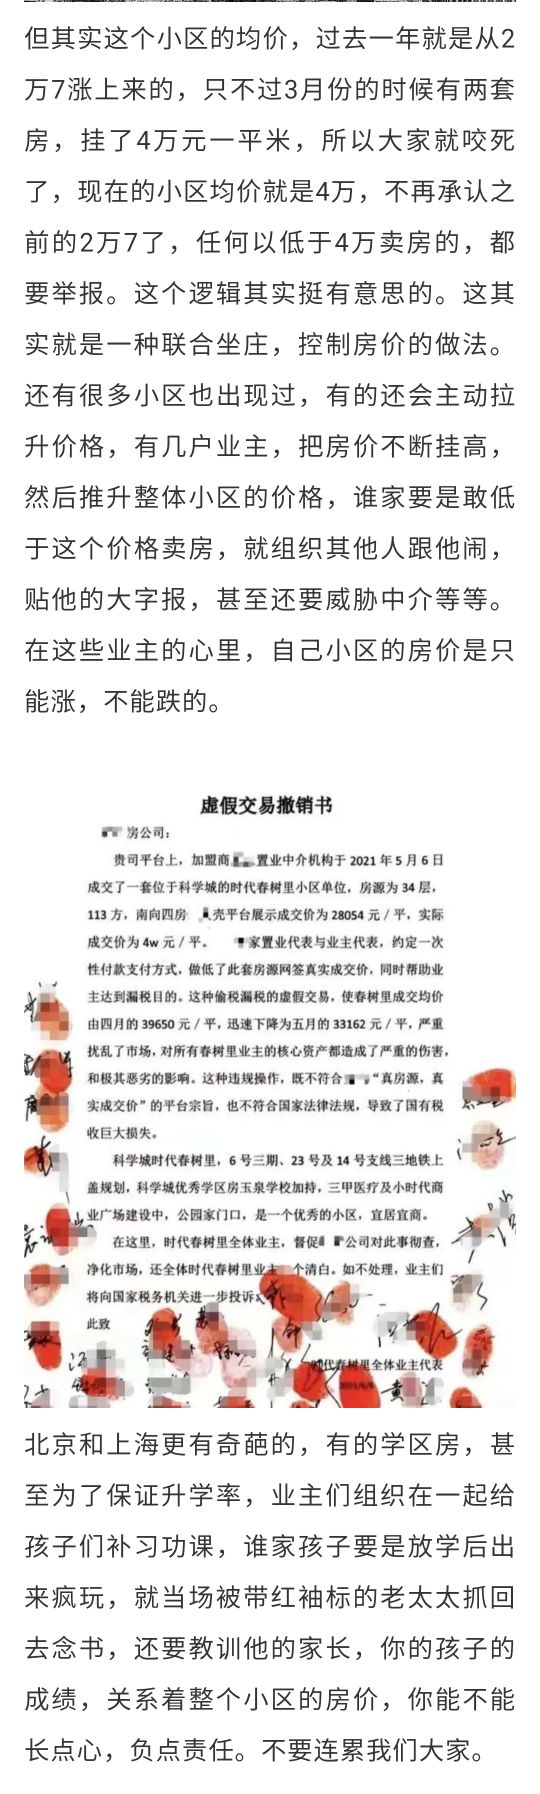 但其实这个小区的均价，过去一年就是从2
万7涨上来的，只不过3月份的时候有两套
房，挂了4万元一平米，所以大家就咬死
了，现在的小区均价就是4万，不再承认之
前的2万7了，任何以低于4万卖房的，都
要举报。这个逻辑其实挺有意思的。这其
实就是一种联合坐庄，控制房价的做法。
还有很多小区也出现过，有的还会主动拉
升价格，有几户业主，把房价不断挂高，
然后推升整体小区的价格，谁家要是敢低
于这个价格卖房，就组织其他人跟他闹，
贴他的大字报，甚至还要威胁中介等等。
在这些业主的心里，自己小区的房价是只
能涨，不能跌的。
虚假交易撤销书
房公司：
贵司平台上，加盟商 置业中介机构于 2021 年 5 月 6 日
成交了一套位于科学城的时代春树里小区单位，房源为 34 层，
113 方，南向四房 壳平台展示成交价为 28054 元 / 平，实际
成交价为 4w 元 / 平。 家置业代表与业主代表，约定一次
性付款支付方式，做低了此套房源网签真实成交价，同时帮助业
主达到漏税目的。这种偷税漏税的虚假交易，使春树里成交均价
由四月的 39650 元 / 平，迅速下降为五月的 33162 元 / 平，严重
扰乱了市场，对所有春树里业主的核心资产都造成了严重的伤害，
和极其恶劣的影响。这种违规操作，既不符合 “真房源，真
实成交价” 的平台宗旨，也不符合国家法律法规，导致了国有税
收巨大损失。
科学城时代春树里，6 号三期、23 号及 14 号支线三地铁上
盖规划，科学城优秀学区房玉泉学校加持，三甲医疗及小时代商
业广场建设中，公园家门口，是一个优秀的小区，宜居宜商。
在这里，时代春树里全体业主，督促 公司对此事彻查，
净化市场，还全体时代春树里业主 个清白。如不处理，业主们
将向国家税务机关进一步投诉
此致
时代春树里全体业主代表
北京和上海更有奇葩的，有的学区房，甚
至为了保证升学率，业主们组织在一起给
孩子们补习功课，谁家孩子要是放学后出
来疯玩，就当场被带红袖标的老太太抓回
去念书，还要教训他的家长，你的孩子的
成绩，关系着整个小区的房价，你能不能
长点心，负点责任。不要连累我们大家。